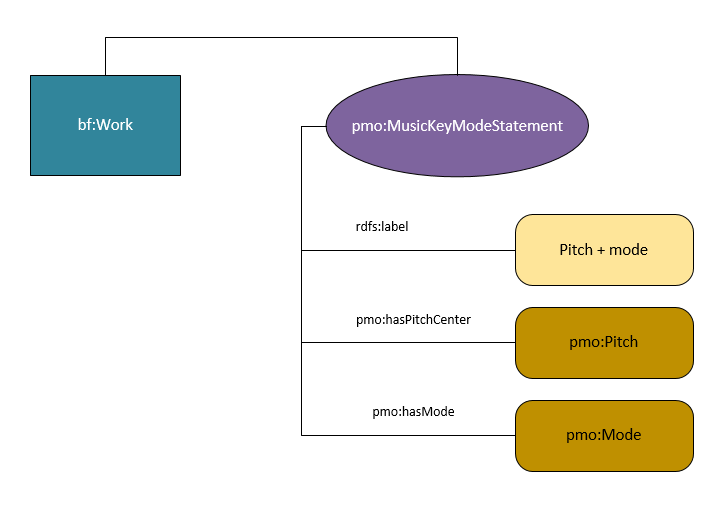 bf:Work
pmo:MusicKeyModeStatement
rdfs:label
Pitch + mode
pmo:hasPitchCenter
pmo:Pitch
pmo:hasMode
pmo:Mode